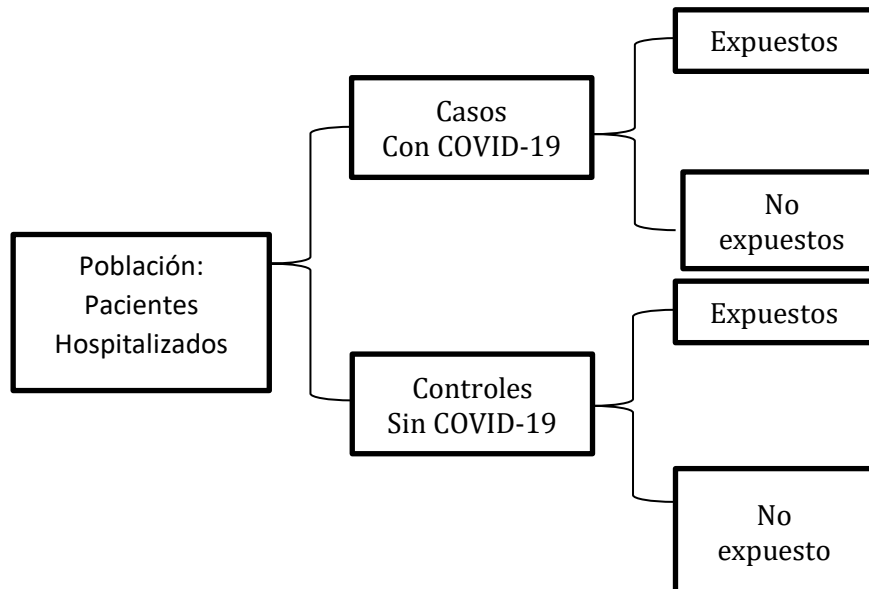 Población:
Pacientes
Hospitalizados
Casos
Con COVID-19
Expuestos
No
expuestos
Controles
Sin COVID-19
Expuestos
No
expuesto